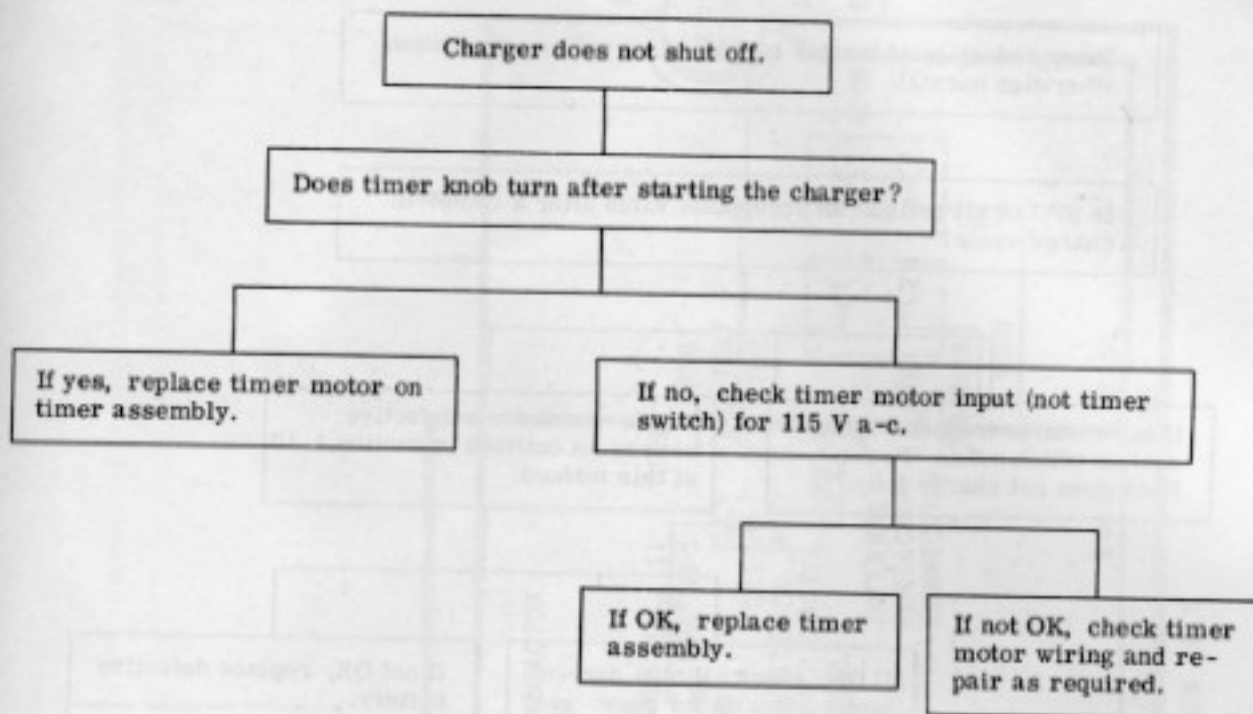 Charger does not shut off.
Does timer knob turn after starting the charger?
If yes, replace timer motor on
timer assembly.
If no, check timer motor input (not timer
switch) for 115 V a-c.
If OK, replace timer
assembly.
If not OK, check timer
motor wiring and re-
pair as required.